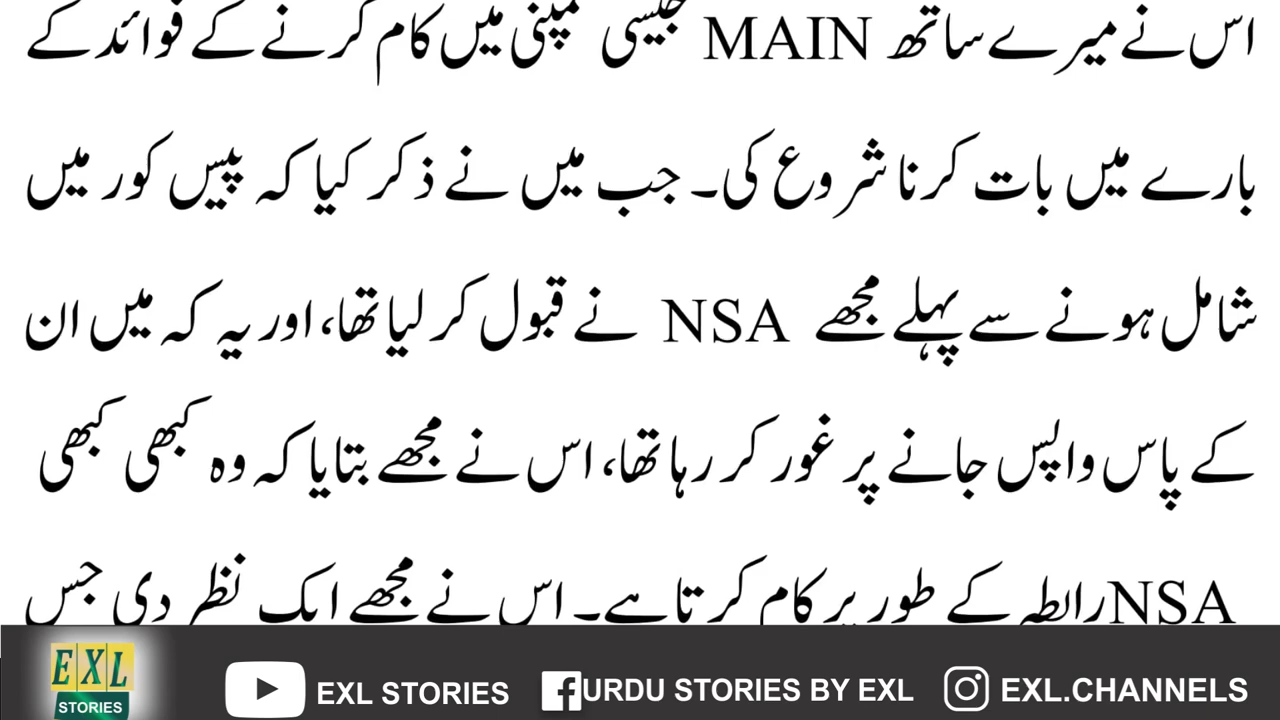 اس نے میرے ساتھ MAIN جیسی کمپنی میں کام کرنے کے فوائد کے
بارے میں بات کرنا شروع کی۔ جب میں نے ذکر کیا کہ پیس کور میں
شامل ہونے سے پہلے مجھے NSA نے قبول کر لیا تھا، اور یہ کہ میں ان
کے پاس واپس جانے پر غور کر رہا تھا، اس نے مجھے بتایا کہ وہ کبھی کبھی
NSA رابطہ کے طور پر کام کرتا ہے۔ اس نے مجھے ایک نظر دی جس
EXL
STORIES
EXL STORIES
URDU STORIES BY EXL
EXL.CHANNELS